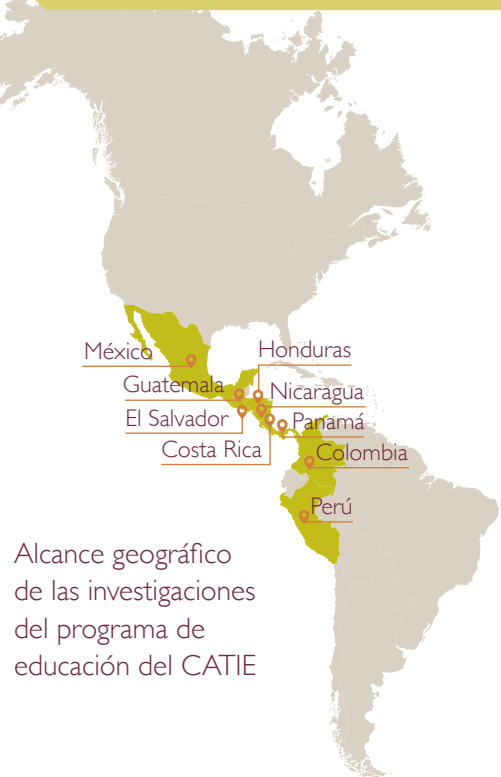 México
Honduras
Guatemala
Nicaragua
El Salvador
Panamá
Costa Rica
Colombia
Perú
Alcance geográfico
de las investigaciones
del programa de
educación del CATIE